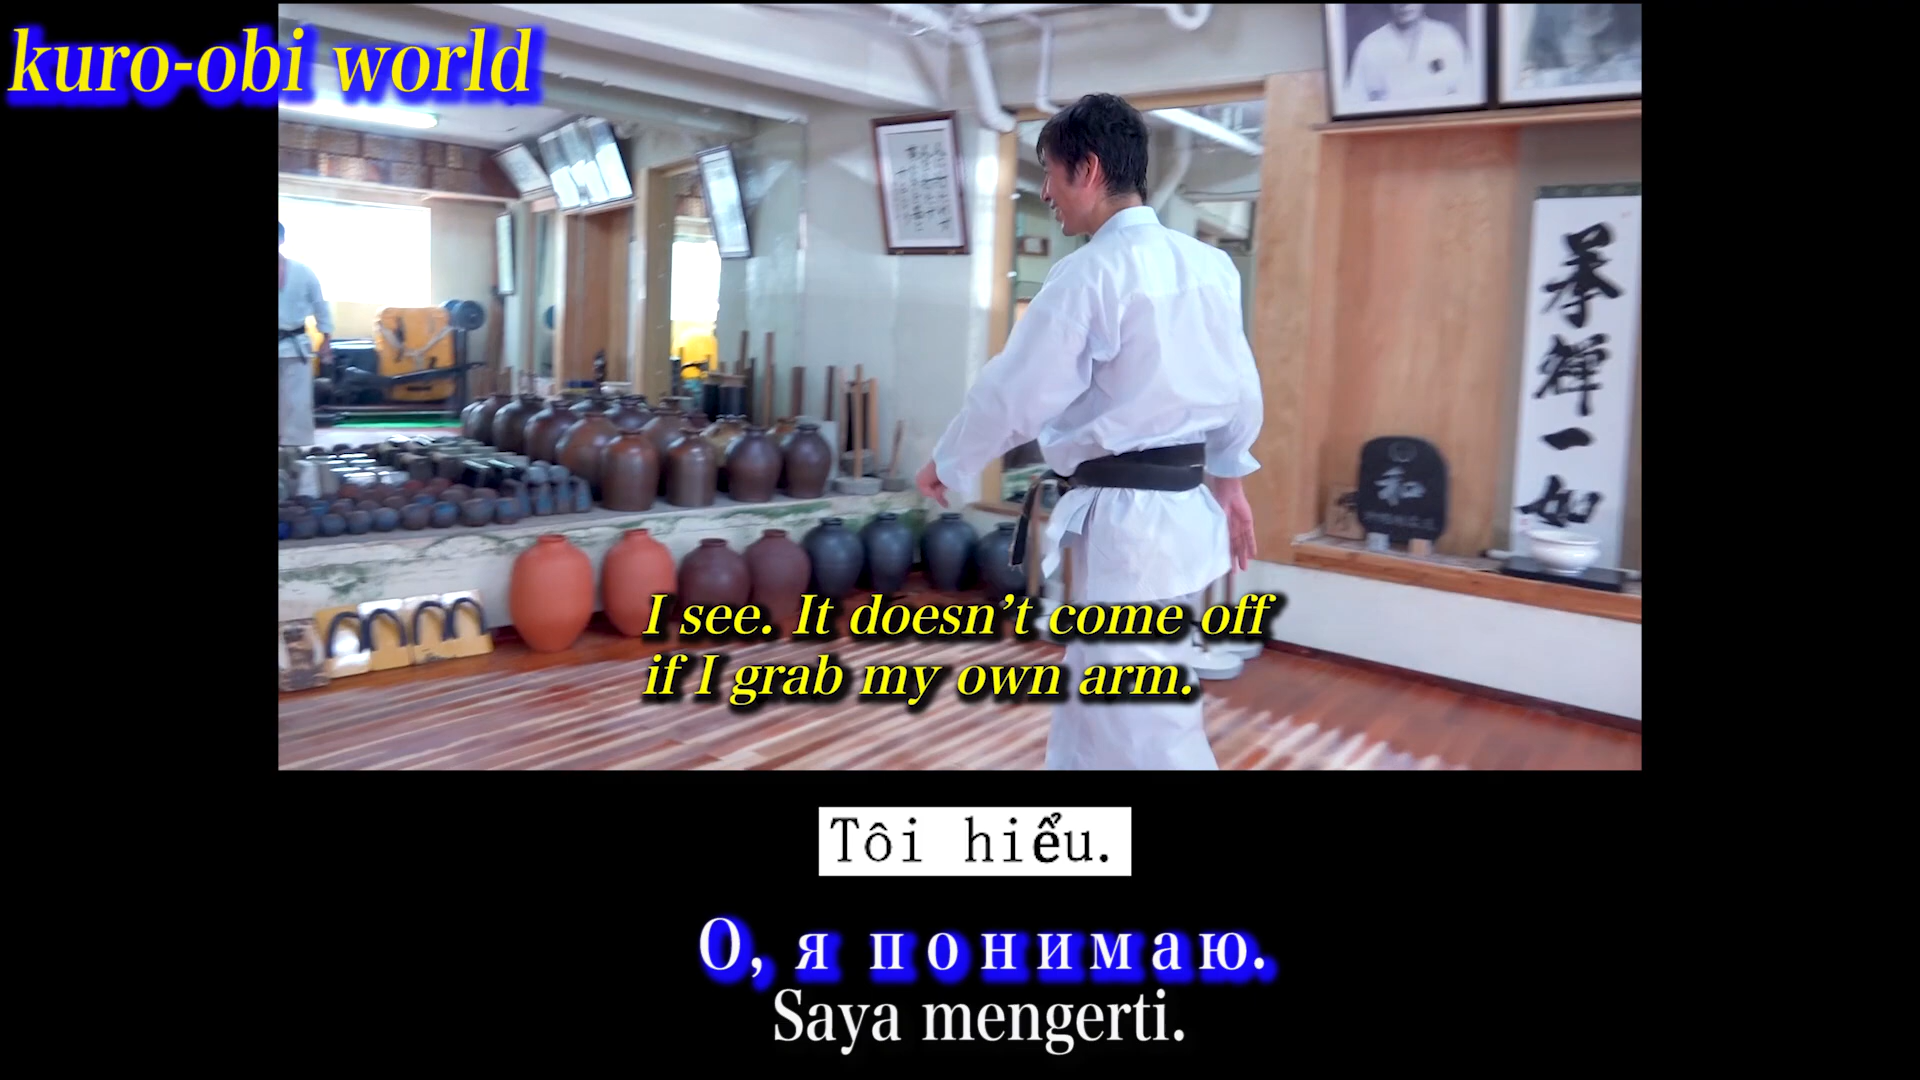 kuro-obi world
拳禅一如
和
I see. It doesn't come off
if I grab my own arm.
Tôi hiểu.
О, я понимаю.
Saya mengerti.